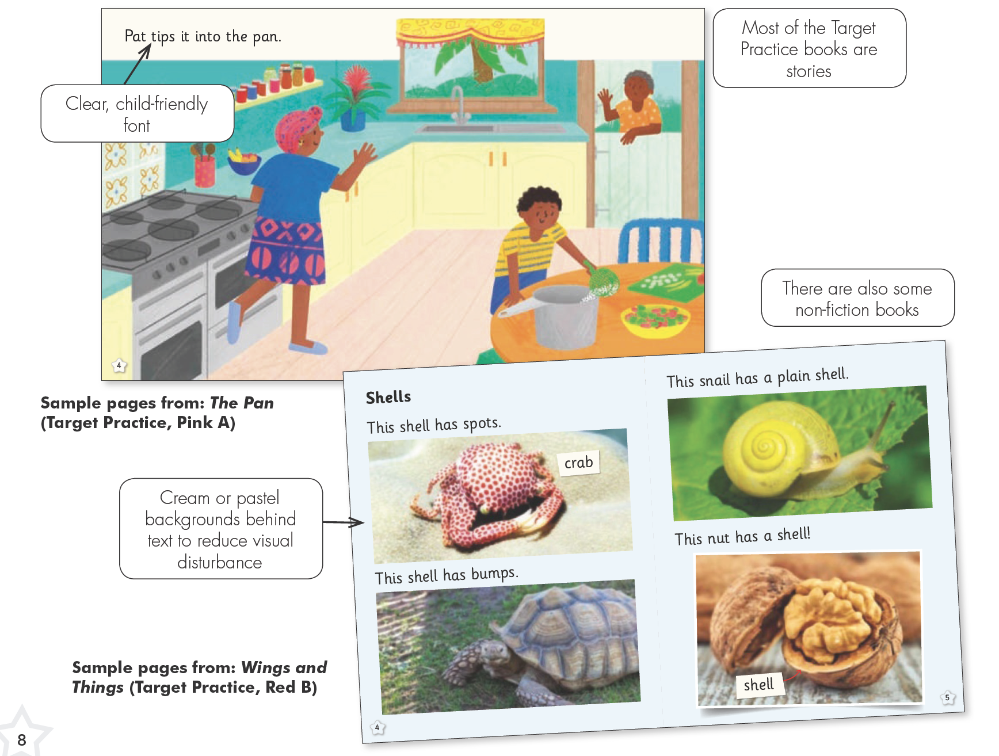 Pat tips it into the pan.
Clear, child-friendly
font
Most of the Target
Practice books are
stories
4
There are also some
non-fiction books
Sample pages from: The Pan
(Target Practice, Pink A)
Shells
This shell has spots.
crab
This shell has bumps.
4
This snail has a plain shell.
This nut has a shell!
shell
5
Cream or pastel
backgrounds behind
text to reduce visual
disturbance
Sample pages from: Wings and
Things (Target Practice, Red B)
8